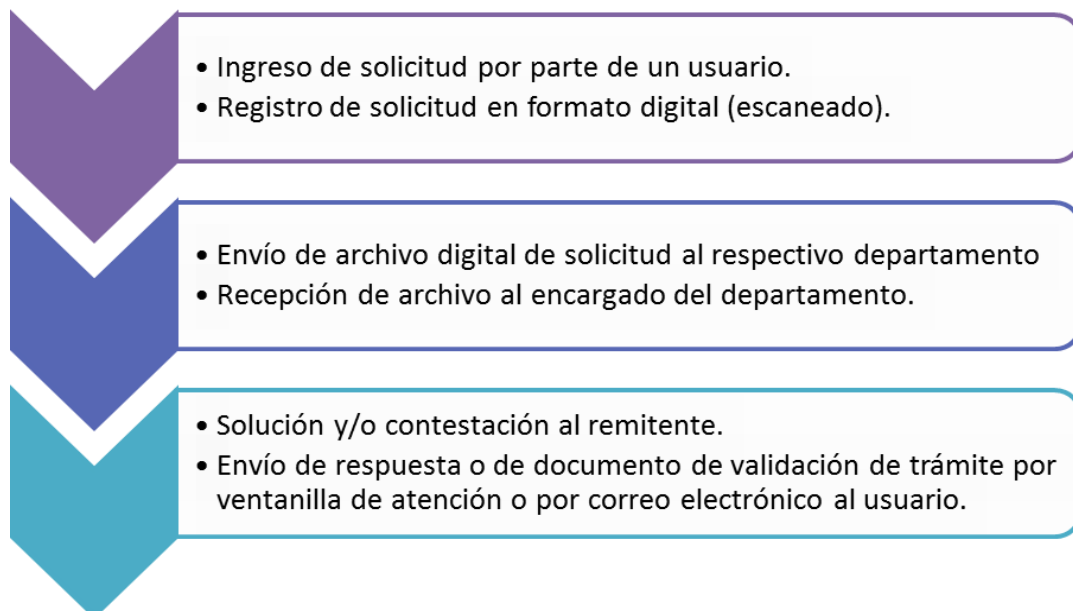 • Ingreso de solicitud por parte de un usuario.
• Registro de solicitud en formato digital (escaneado).
• Envío de archivo digital de solicitud al respectivo departamento
• Recepción de archivo al encargado del departamento.
• Solución y/o contestación al remitente.
• Envío de respuesta o de documento de validación de trámite por
ventanilla de atención o por correo electrónico al usuario.